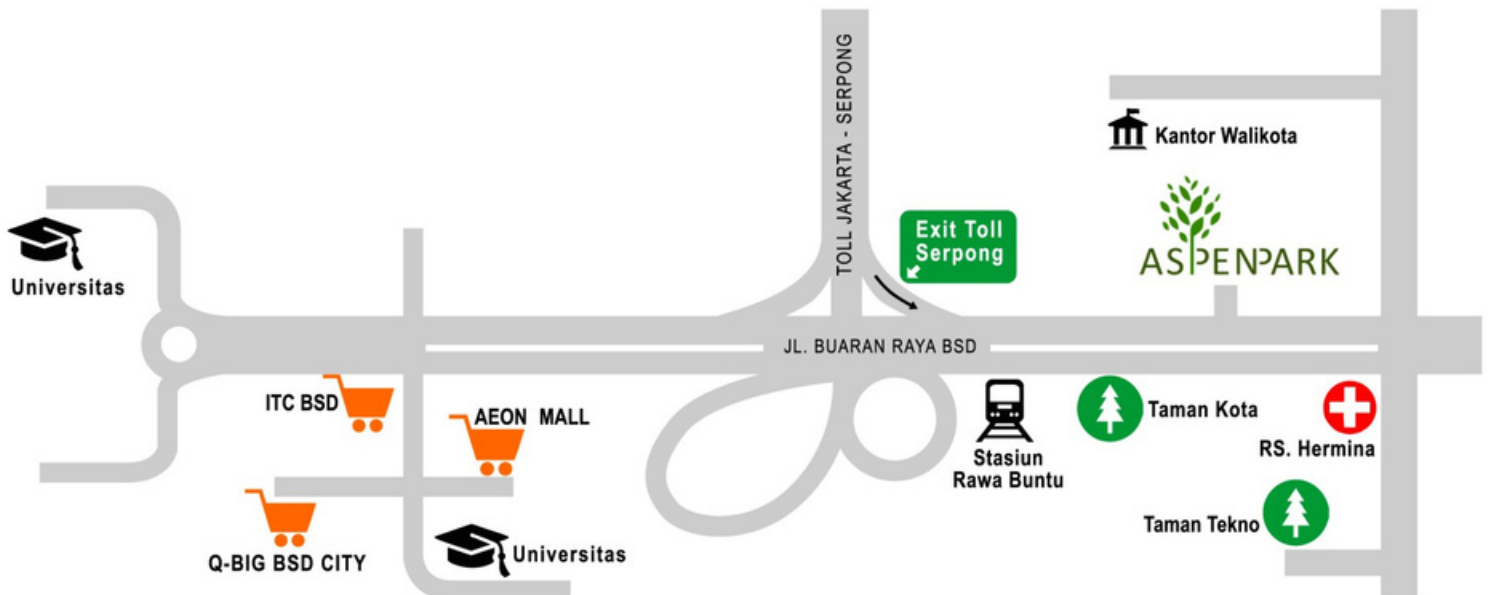 TOLL JAKARTA - SERPONG
Kantor Walikota
Exit Toll
Serpong
ASPENPARK
Universitas
JL. BUARAN RAYA BSD
ITC BSD
AEON MALL
Taman Kota
RS. Hermina
Stasiun
Rawa Buntu
Taman Tekno
Q-BIG BSD CITY
Universitas